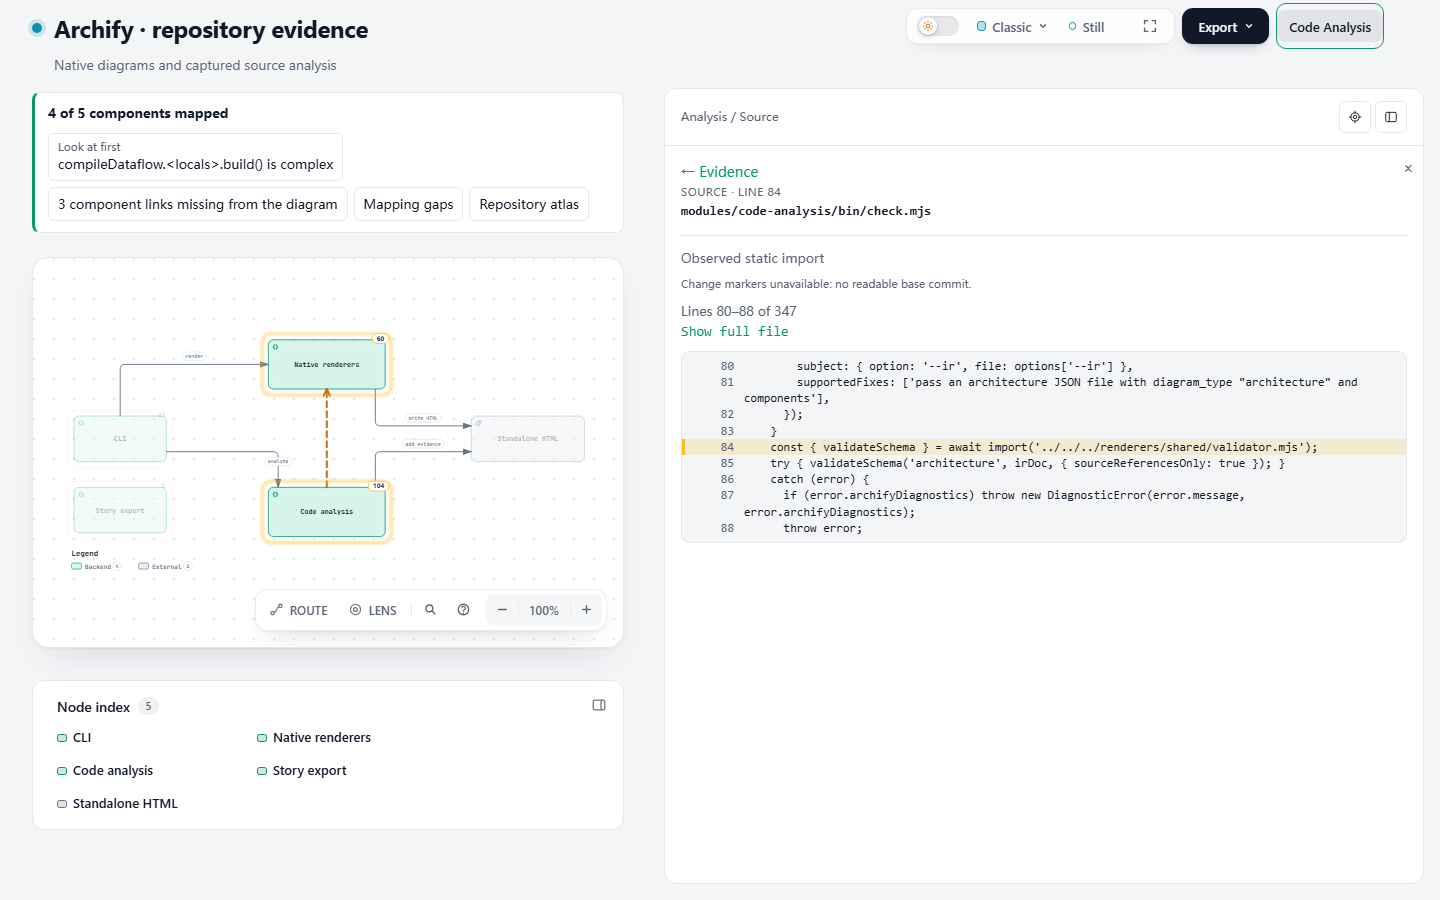 Archify · repository evidence
Native diagrams and captured source analysis
Classic
Still
Export
Code Analysis
4 of 5 components mapped
Look at first
compileDataflow.<locals>.build() is complex
3 component links missing from the diagram
Mapping gaps
Repository atlas
render
60
Native renderers
write HTML
CLI
add evidence
Standalone HTML
analyze
104
Code analysis
Story export
Legend
Backend 4
External 1
ROUTE
LENS
100%
Node index 5
CLI
Native renderers
Code analysis
Story export
Standalone HTML
Analysis / Source
← Evidence
×
SOURCE · LINE 84
modules/code-analysis/bin/check.mjs
Observed static import
Change markers unavailable: no readable base commit.
Lines 80–88 of 347
Show full file
80 subject: { option: '--ir', file: options['--ir'] },
81 supportedFixes: ['pass an architecture JSON file with diagram_type "architecture" and
components'],
82 });
83 }
84 const { validateSchema } = await import('../../../renderers/shared/validator.mjs');
85 try { validateSchema('architecture', irDoc, { sourceReferencesOnly: true }); }
86 catch (error) {
87 if (error.archifyDiagnostics) throw new DiagnosticError(error.message,
error.archifyDiagnostics);
88 throw error;